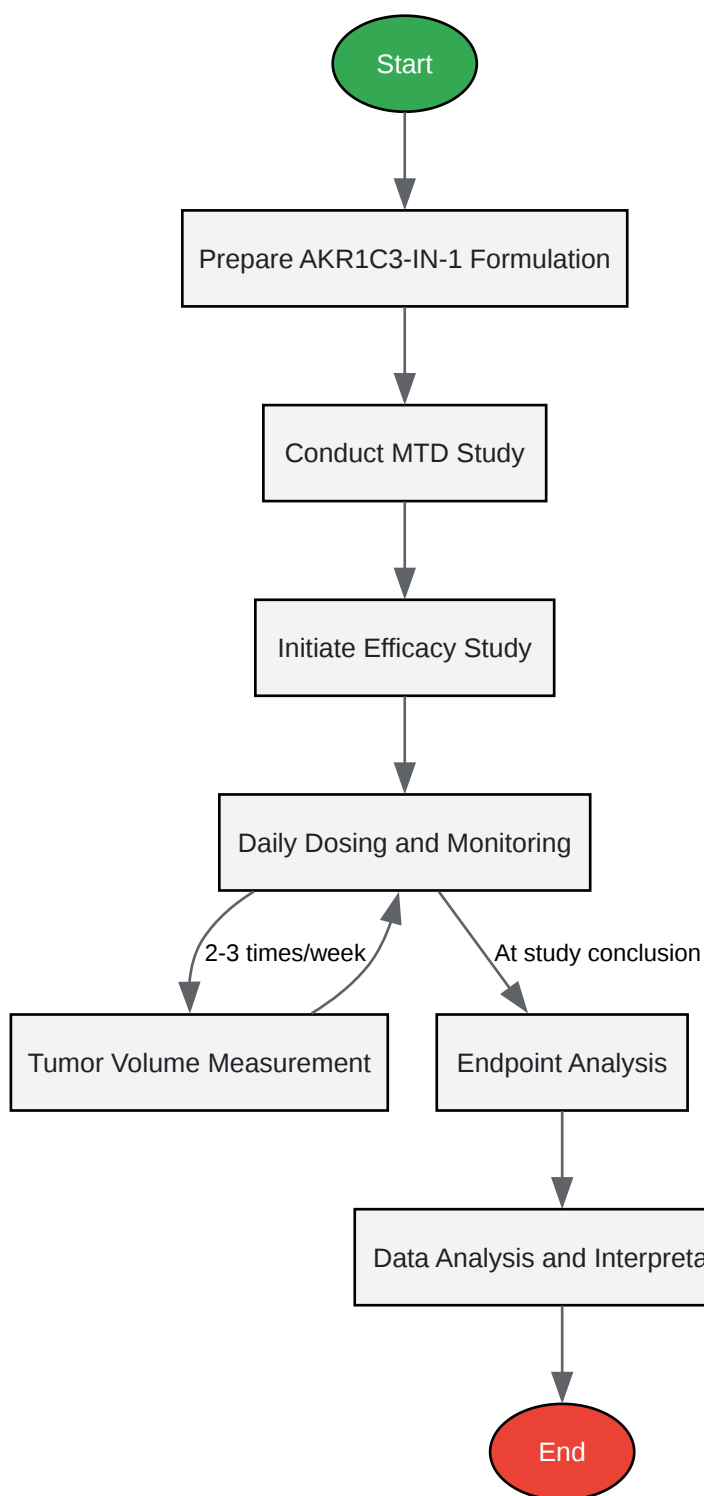 Start
Prepare AKR1C3-IN-1 Formulation
Conduct MTD Study
Initiate Efficacy Study
Daily Dosing and Monitoring
2-3 times/week
At study conclusion
Tumor Volume Measurement
Endpoint Analysis
Data Analysis and
End